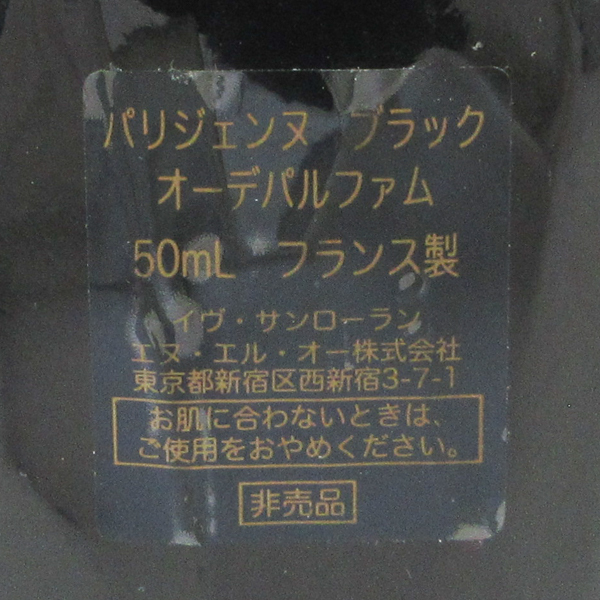 パリジェンヌ　ブラック
オーデパルファム
50mL　フランス製
イヴ・サンローラン
エヌ・エル・オー株式会社
東京都新宿区西新宿3-7-1
お肌に合わないときは、
ご使用をおやめください。
非売品